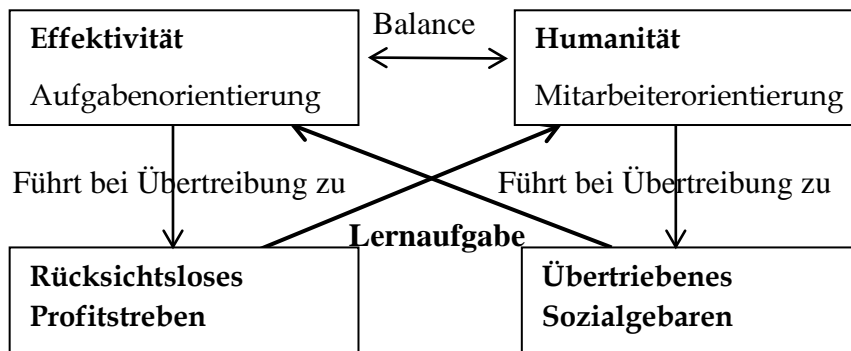 Balance
Effektivität
Aufgabenorientierung
Humanität
Mitarbeiterorientierung
Führt bei Übertreibung zu
Führt bei Übertreibung zu
Lernaufgabe
Rücksichtsloses
Profitstreben
Übertriebenes
Sozialgebaren